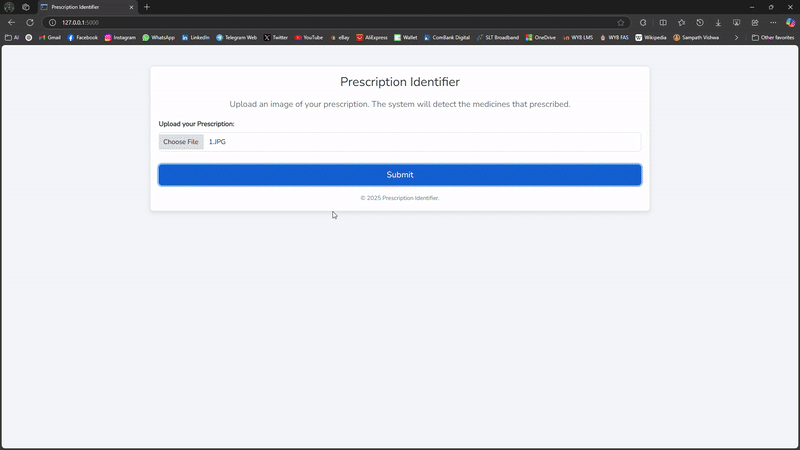 Prescription Identifier
127.0.0.1:5000
AI
Gmail
Facebook
Instagram
WhatsApp
LinkedIn
Telegram Web
Twitter
YouTube
eBay
AliExpress
Wallet
ComBank Digital
SLT Broadband
OneDrive
WYB LMS
WYB FAS
Wikipedia
Sampath Vishwa
Other favorites
Prescription Identifier
Upload an image of your prescription. The system will detect the medicines that prescribed.
Upload your Prescription:
Choose File 1.JPG
Submit
© 2025 Prescription Identifier.